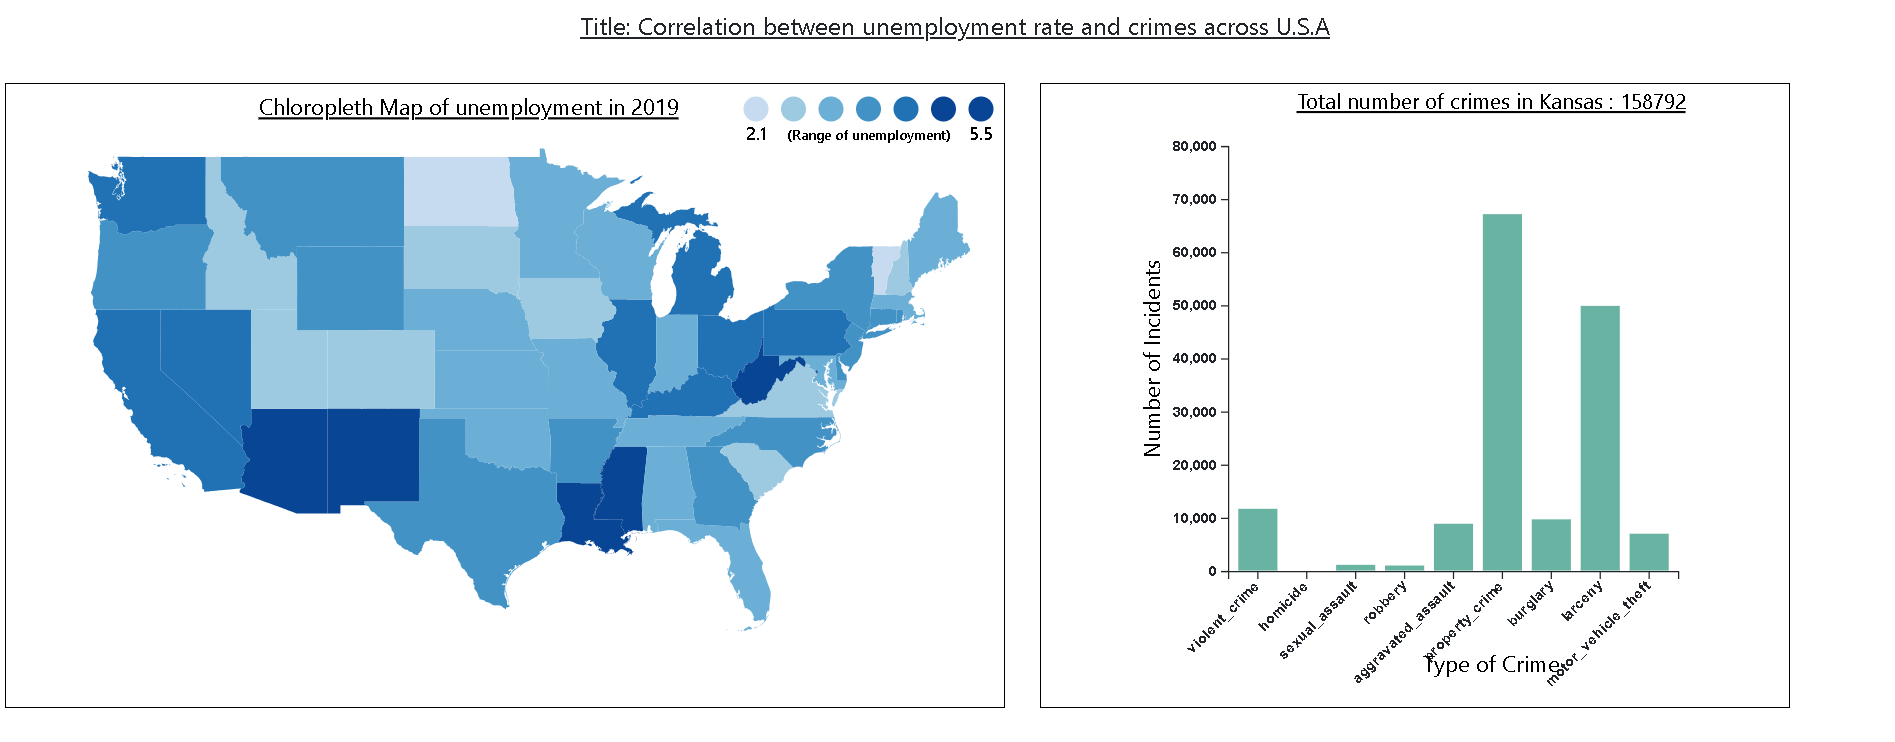 Title: Correlation between unemployment rate and crimes across U.S.A
Chloropleth Map of unemployment in 2019
2.1 (Range of unemployment) 5.5
Total number of crimes in Kansas : 158792
Number of Incidents
80,000
70,000
60,000
50,000
40,000
30,000
20,000
10,000
0
violent_crime
homicide
sexual_assault
robbery
aggravated_assault
property_crime
burglary
larceny
motor_vehicle_theft
Type of Crime